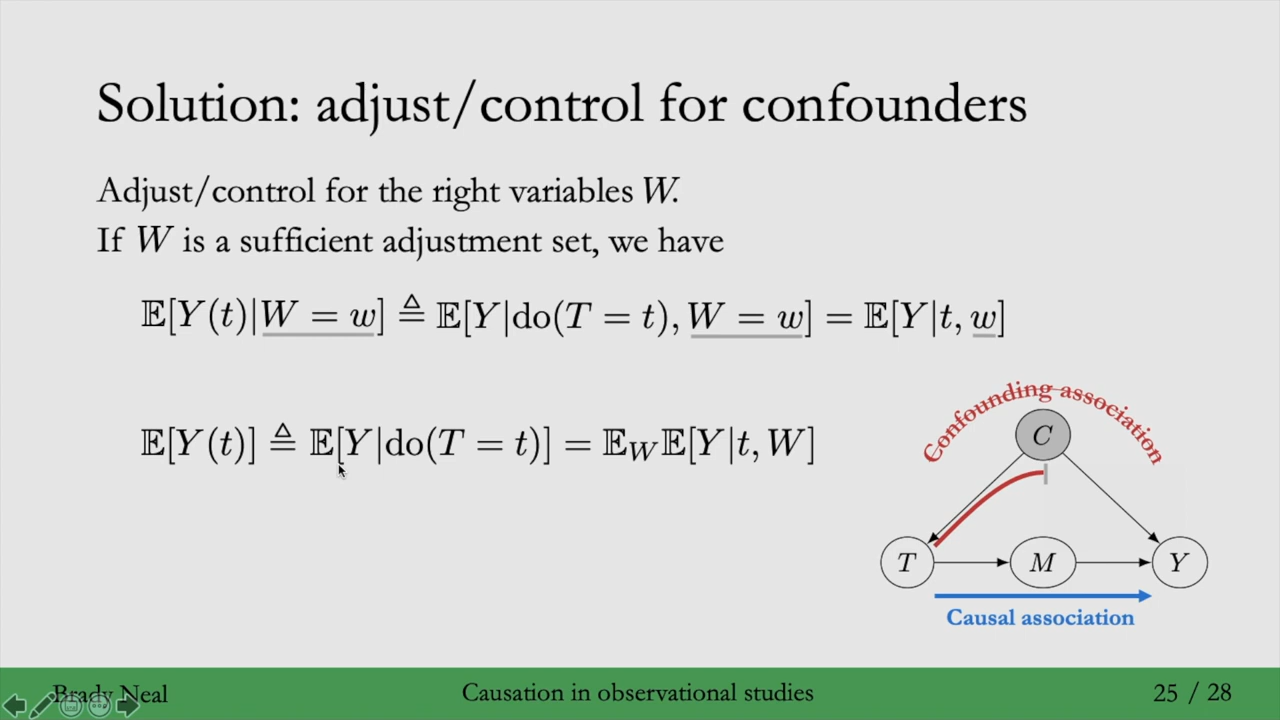 Solution: adjust/control for confounders
Adjust/control for the right variables W.
If W is a sufficient adjustment set, we have
𝔼[Y(t)|W = w] ≜ 𝔼[Y|do(T = t), W = w] = 𝔼[Y|t, w]
𝔼[Y(t)] ≜ 𝔼[Y|do(T = t)] = 𝔼_W𝔼[Y|t, W]
Confounding association
C
T M Y
Causal association
Brady Neal Causation in observational studies 25 / 28